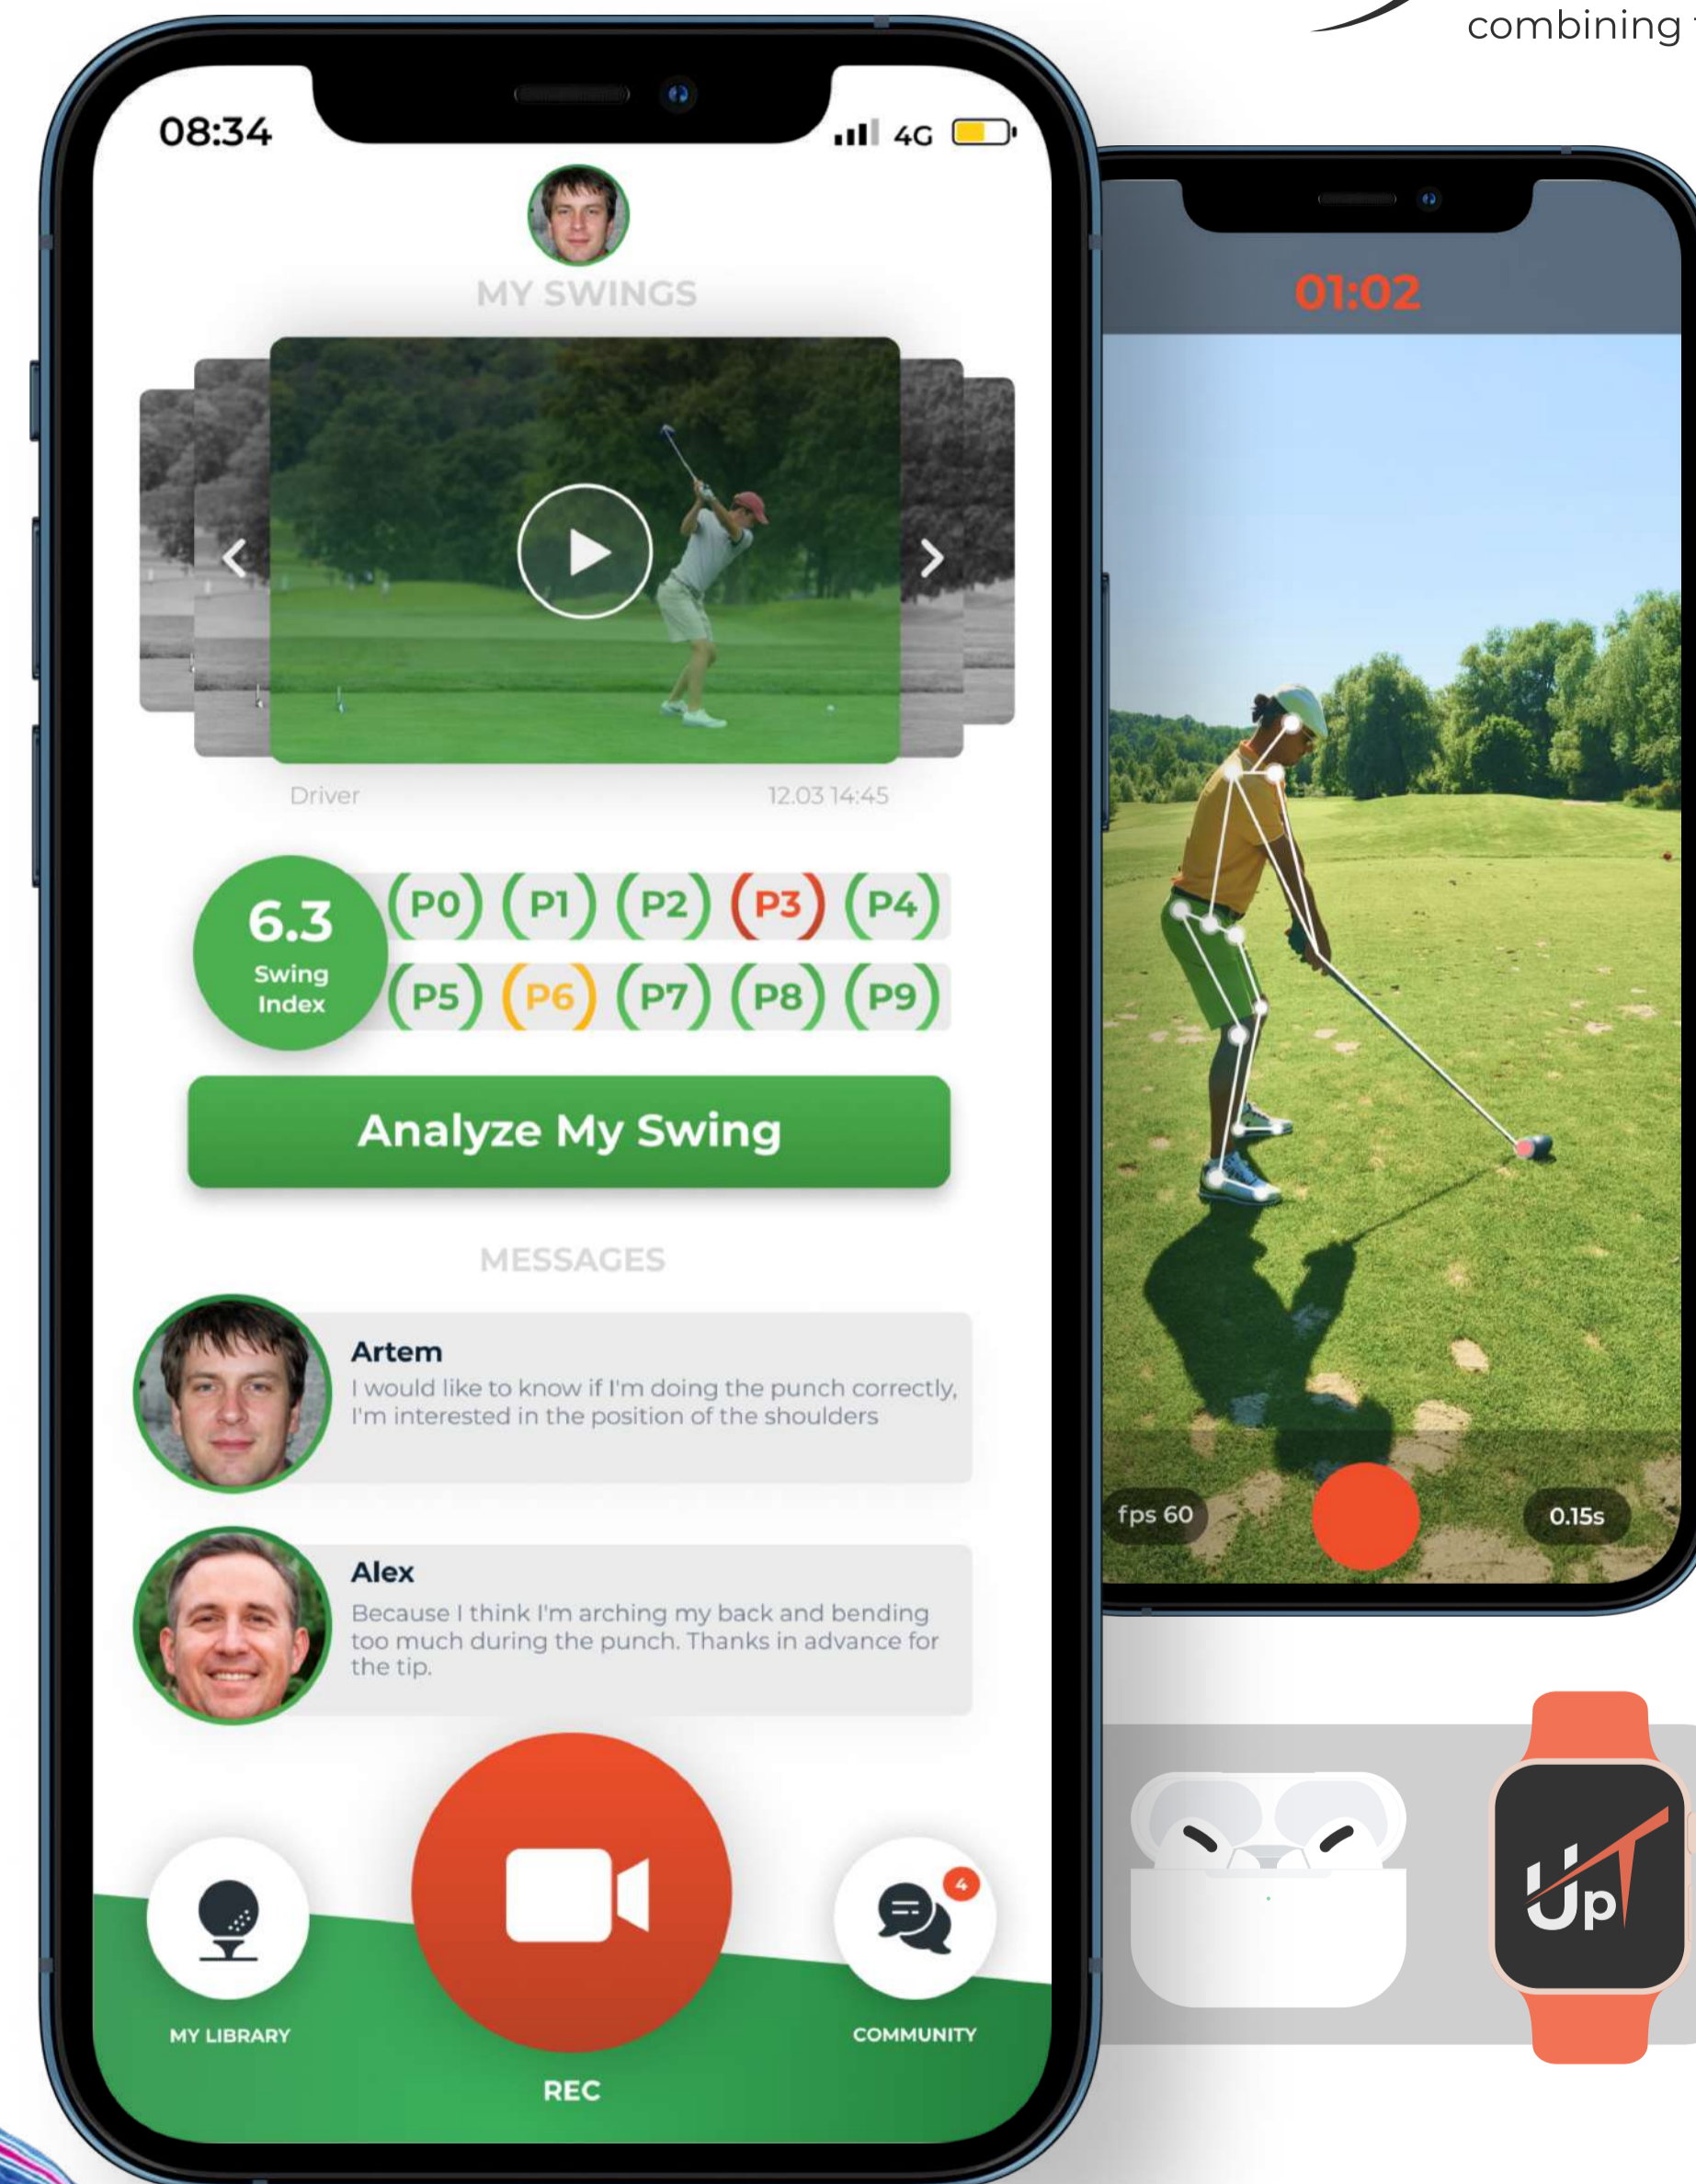 combining
08:34
4G
MY SWINGS
Driver
12.03 14:45
6.3
Swing
Index
P0 P1 P2 P3 P4
P5 P6 P7 P8 P9
Analyze My Swing
MESSAGES
Artem
I would like to know if I'm doing the punch correctly,
I'm interested in the position of the shoulders
Alex
Because I think I'm arching my back and bending
too much during the punch. Thanks in advance for
the tip.
MY LIBRARY
REC
4
COMMUNITY
01:02
fps 60
0.15s
UpT